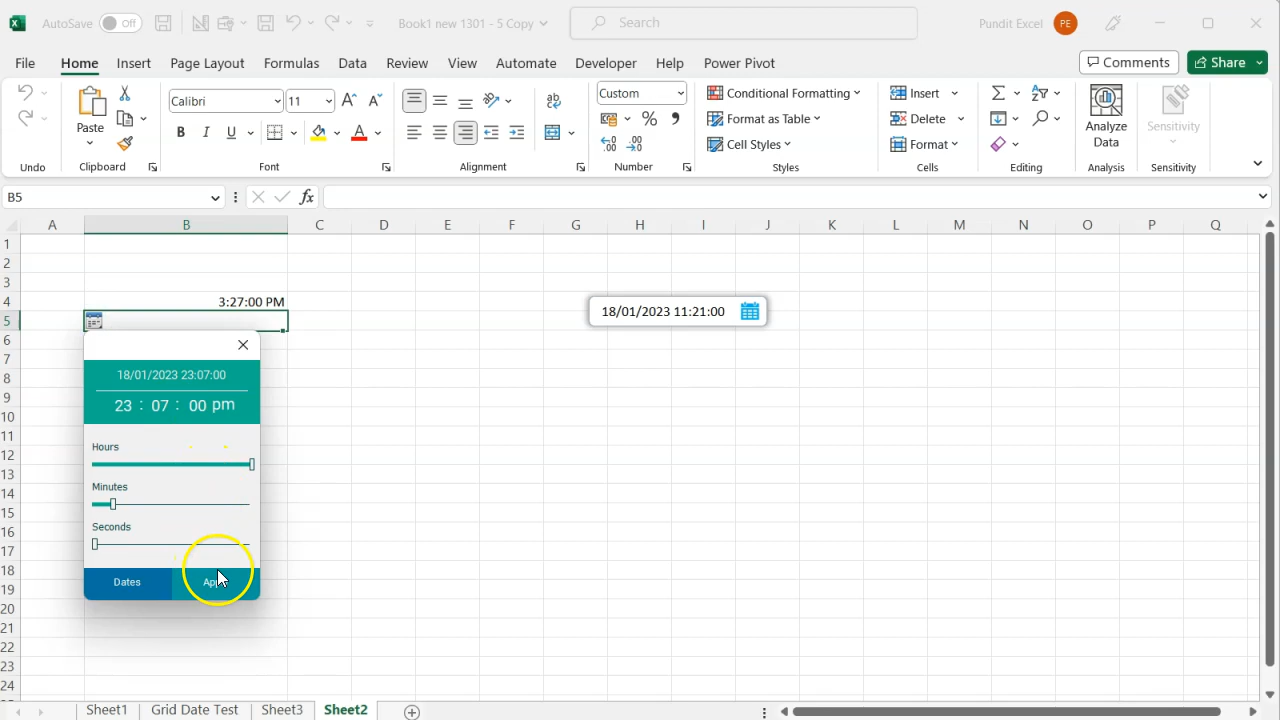 AutoSave Off Book1 new 1301 - 5 Copy Search Pundit Excel PE
File Home Insert Page Layout Formulas Data Review View Automate Developer Help Power Pivot Comments Share
Calibri 11 Custom Conditional Formatting Insert
Paste B I U Format as Table Delete Analyze Data Sensitivity
Cell Styles Format
Undo Clipboard Font Alignment Number Styles Cells Editing Analysis Sensitivity
B5 fx
A B C D E F G H I J K L M N O P Q
1
2
3
4 3:27:00 PM
18/01/2023 11:21:00
5
6
7
18/01/2023 23:07:00
8
9
23 : 07 : 00 pm
10
11
Hours
12
13
Minutes
14
15
Seconds
16
17
18
Dates
19
20
21
22
23
24
Sheet1 Grid Date Test Sheet3 Sheet2